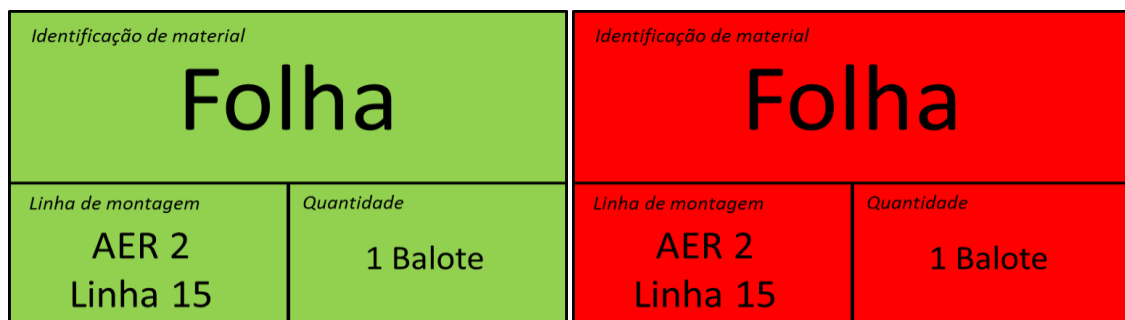 Identificação de material
Folha
Linha de montagem
AER 2
Linha 15
Quantidade
1 Balote
Identificação de material
Folha
Linha de montagem
AER 2
Linha 15
Quantidade
1 Balote